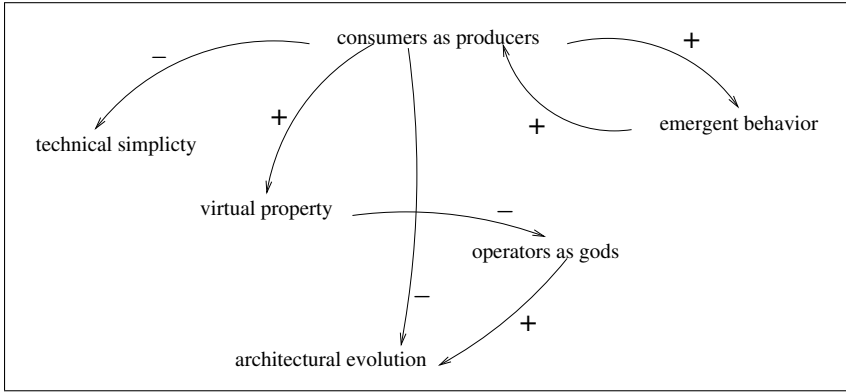 consumers as producers
+
−
+
emergent behavior
+
technical simplicty
virtual property
−
operators as gods
−
+
architectural evolution